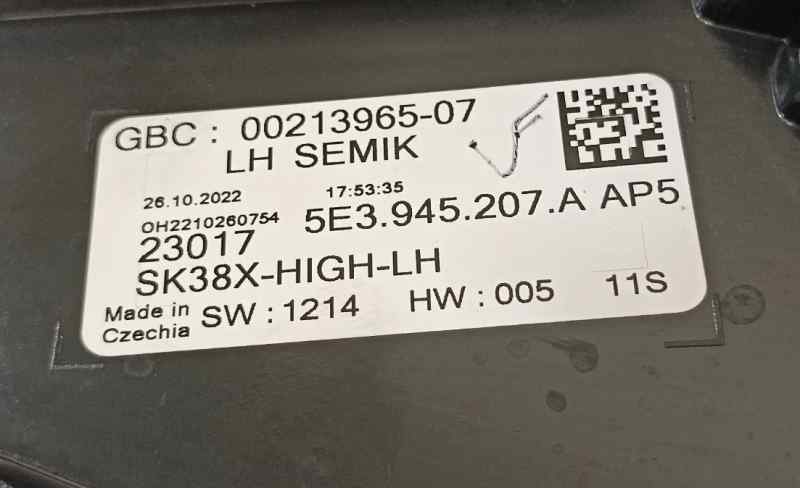 GBC : 00213965-07
LH SEMIK
26.10.2022 17:53:35
OH2210260754 5E3.945.207.A AP5
23017
SK38X-HIGH-LH
Made in Czechia SW : 1214 HW : 005 11S